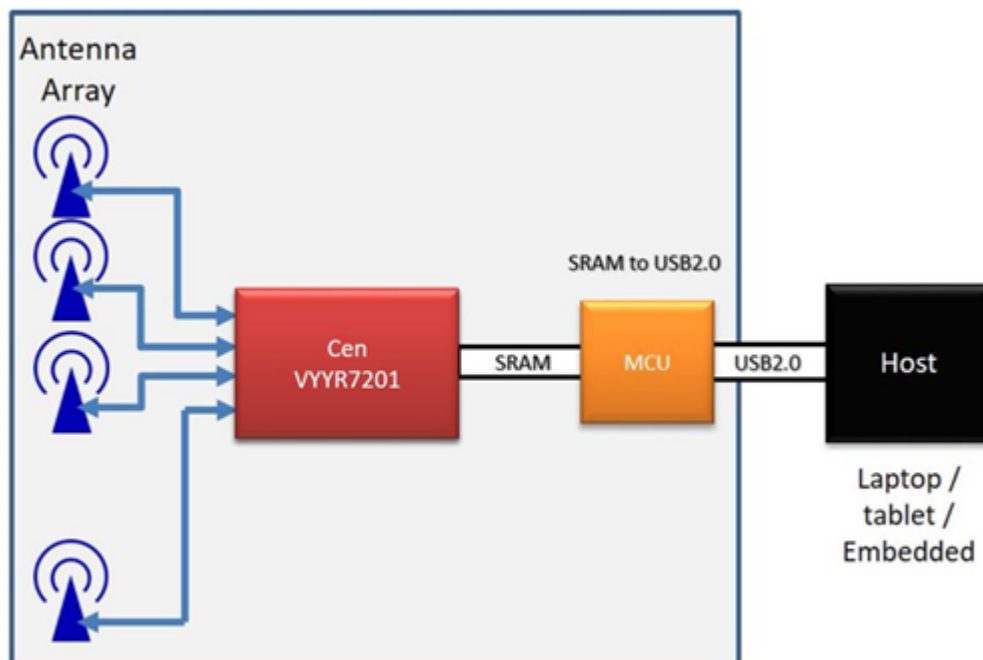 Antenna
Array
SRAM to USB2.0
Cen
VYYR7201
SRAM
MCU
USB2.0
Host
Laptop /
tablet /
Embedded